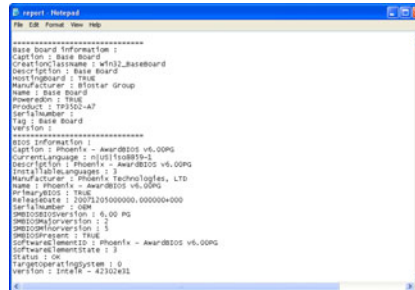 report - Notepad
File Edit Format View Help
==============================
Base board informatiom :
Caption : Base Board
CreationClassName : Win32_BaseBoard
Description : Base Board
HostingBoard : TRUE
Manufacturer : Biostar Group
Name : Base Board
PoweredOn : TRUE
Product : TP35D2-A7
SerialNumber :
Tag : Base Board
Version :
==============================
BIOS Information :
Caption : Phoenix - AwardBIOS v6.00PG
CurrentLanguage : n|US|iso8859-1
Description : Phoenix - AwardBIOS v6.00PG
InstallableLanguages : 3
Manufacturer : Phoenix Technologies, LTD
Name : Phoenix - AwardBIOS v6.00PG
PrimaryBIOS : TRUE
ReleaseDate : 20071205000000.000000+000
SerialNumber : OEM
SMBIOSBIOSVersion : 6.00 PG
SMBIOSMajorVersion : 2
SMBIOSMinorVersion : 5
SMBIOSPresent : TRUE
SoftwareElementID : Phoenix - AwardBIOS v6.00PG
SoftwareElementState : 3
Status : OK
TargetOperatingSystem : 0
Version : IntelR - 42302e31